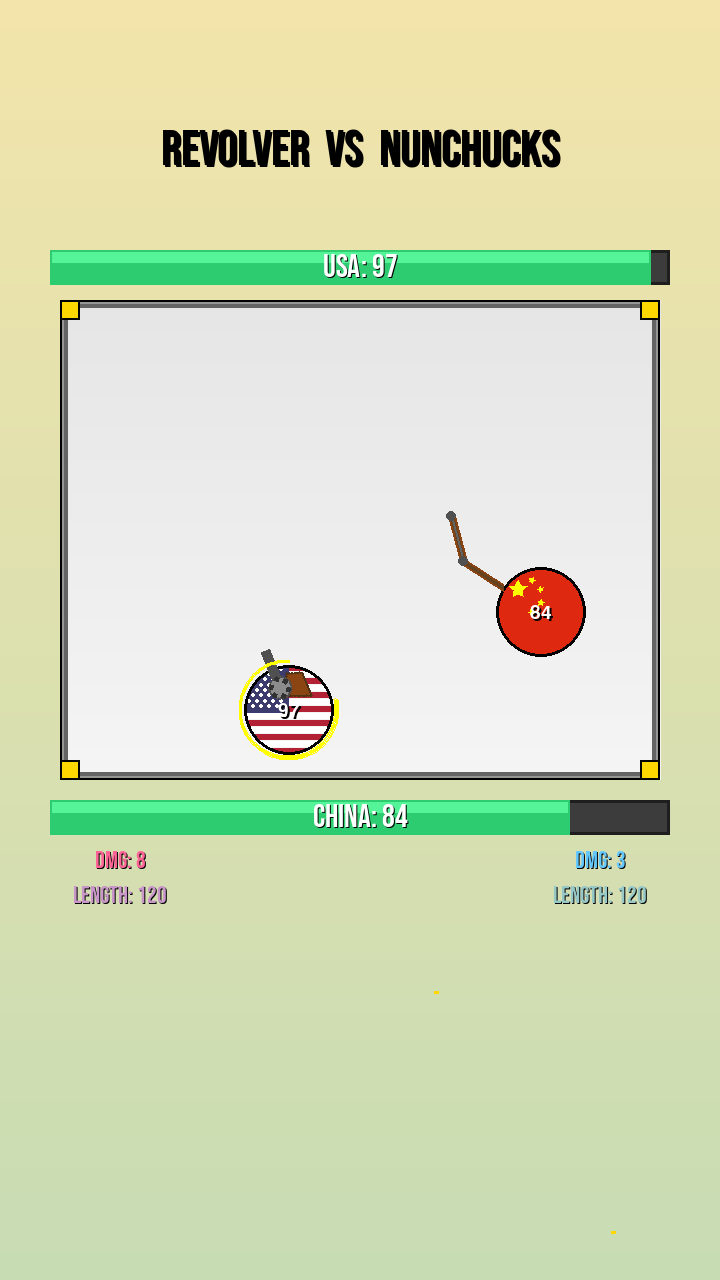 REVOLVER VS NUNCHUCKS
USA: 97
84
97
CHINA: 84
DMG: 8
DMG: 3
LENGTH: 120
LENGTH: 120